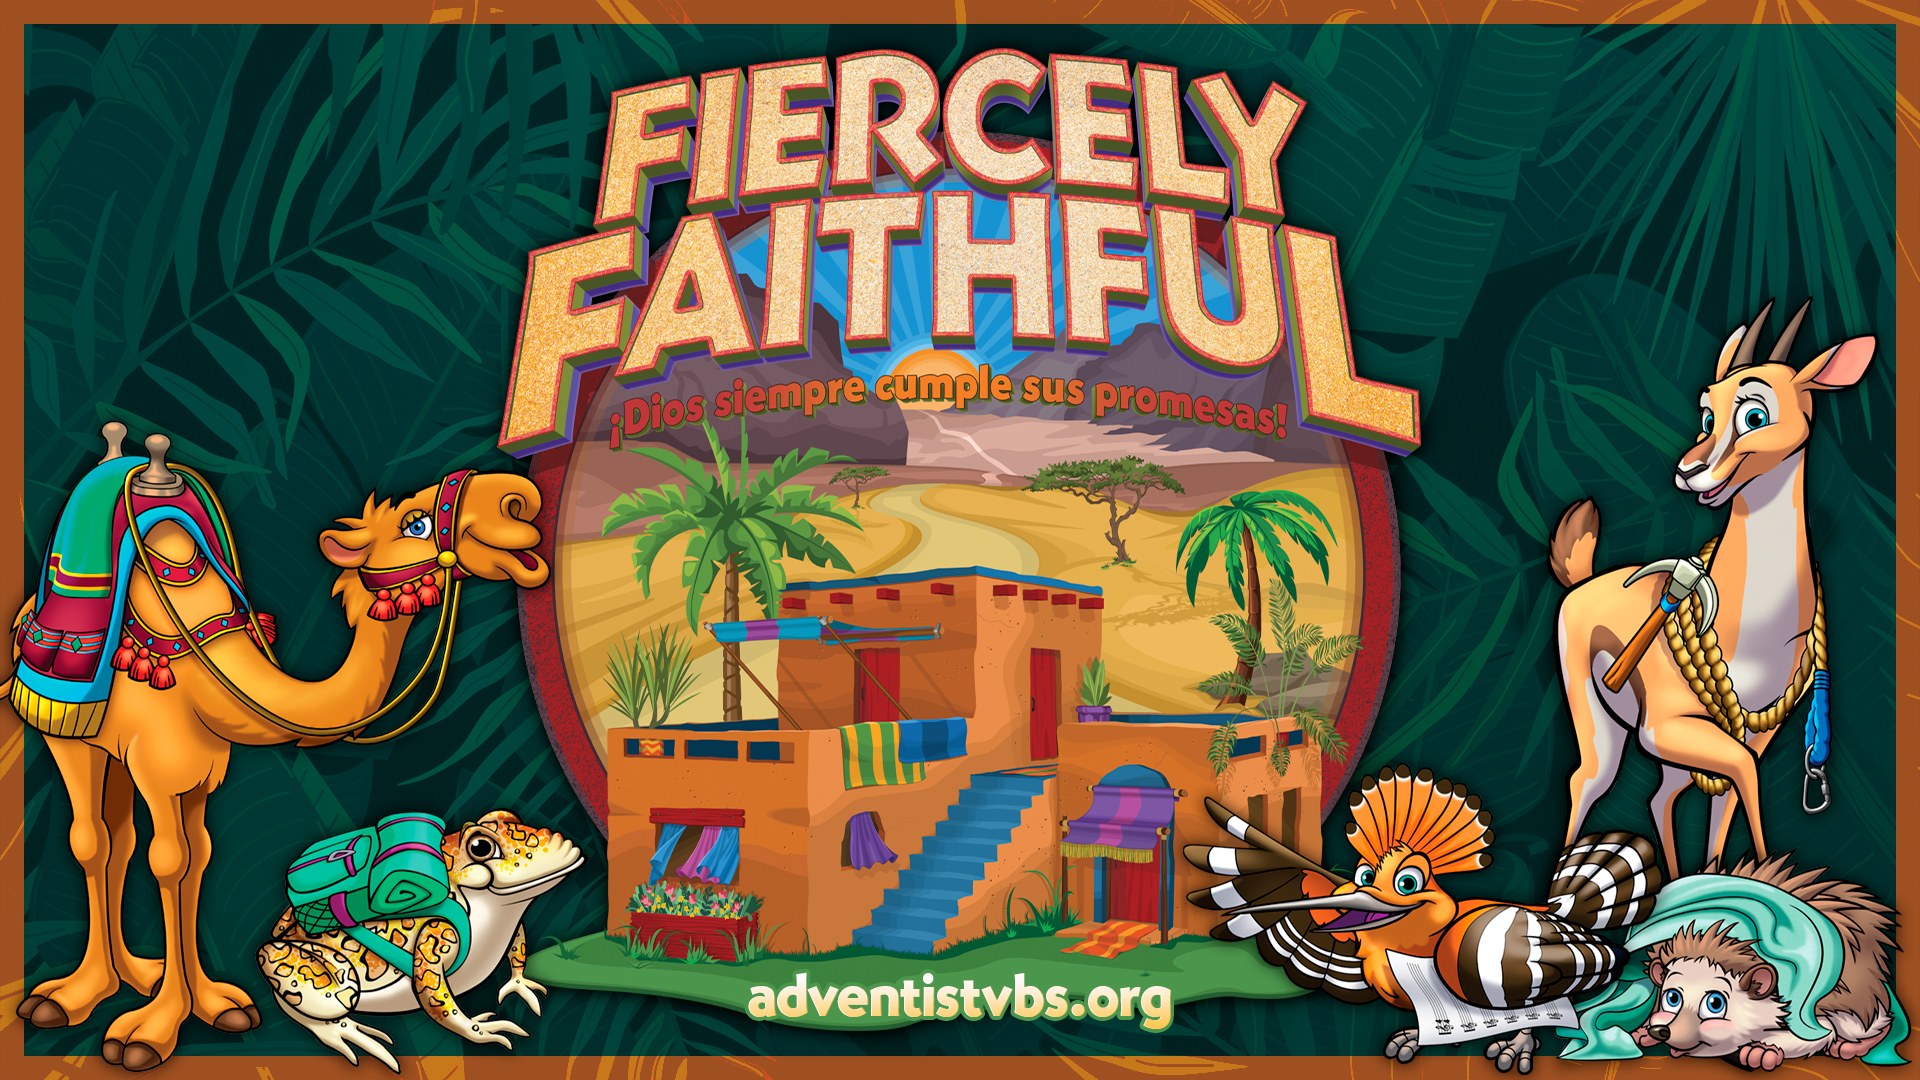 FIERCELY
FAITHFUL
¡Dios siempre cumple sus promesas!
adventistvbs.org